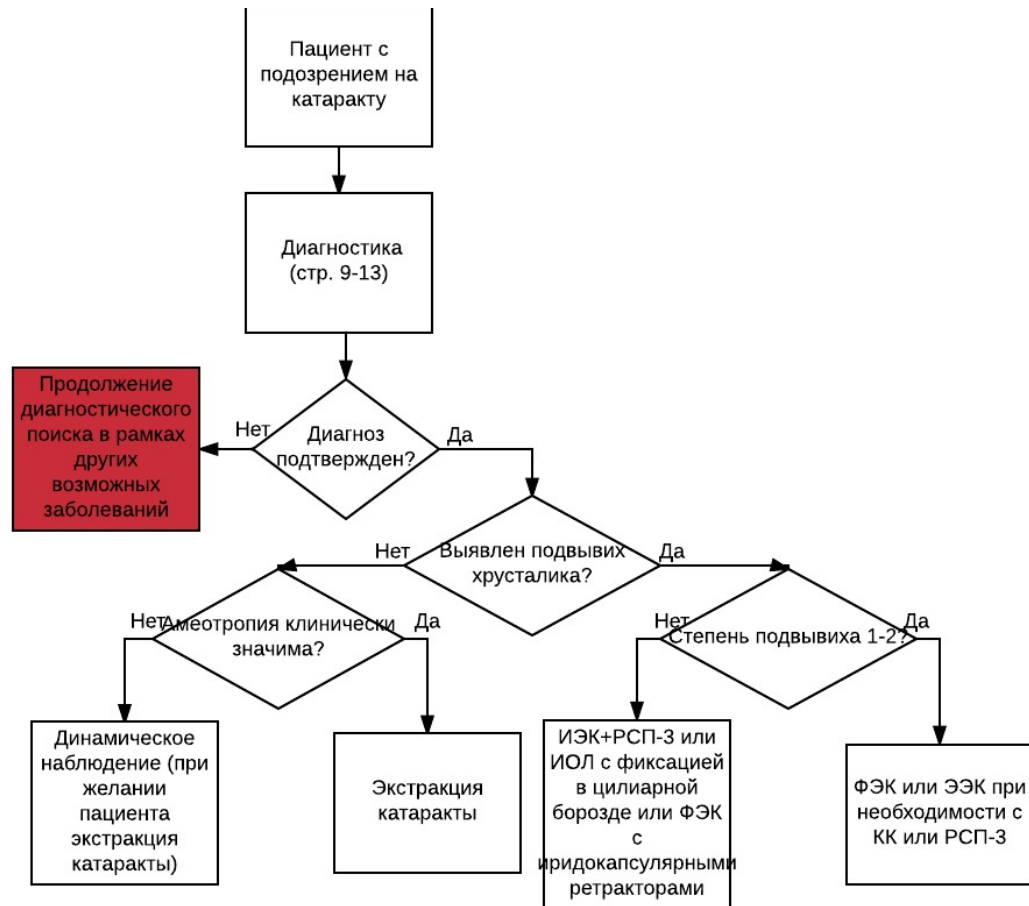 Пациент с
подозрением на
катаракту
Диагностика
(стр. 9-13)
Диагноз
подтвержден?
Нет
Да
Продолжение
диагностического
поиска в рамках
других
возможных
заболеваний
Выявлен подвывих
хрусталика?
Нет
Да
Амеотропия клинически
значима?
Нет
Да
Степень подвывиха 1-2?
Нет
Да
Динамическое
наблюдение (при
желании
пациента
экстракция
катаракты)
Экстракция
катаракты
ИЭК+РСП-3 или
ИОЛ с фиксацией
в цилиарной
борозде или ФЭК
с
иридокапсулярными
ретракторами
ФЭК или ЭЭК при
необходимости с
КК или РСП-3